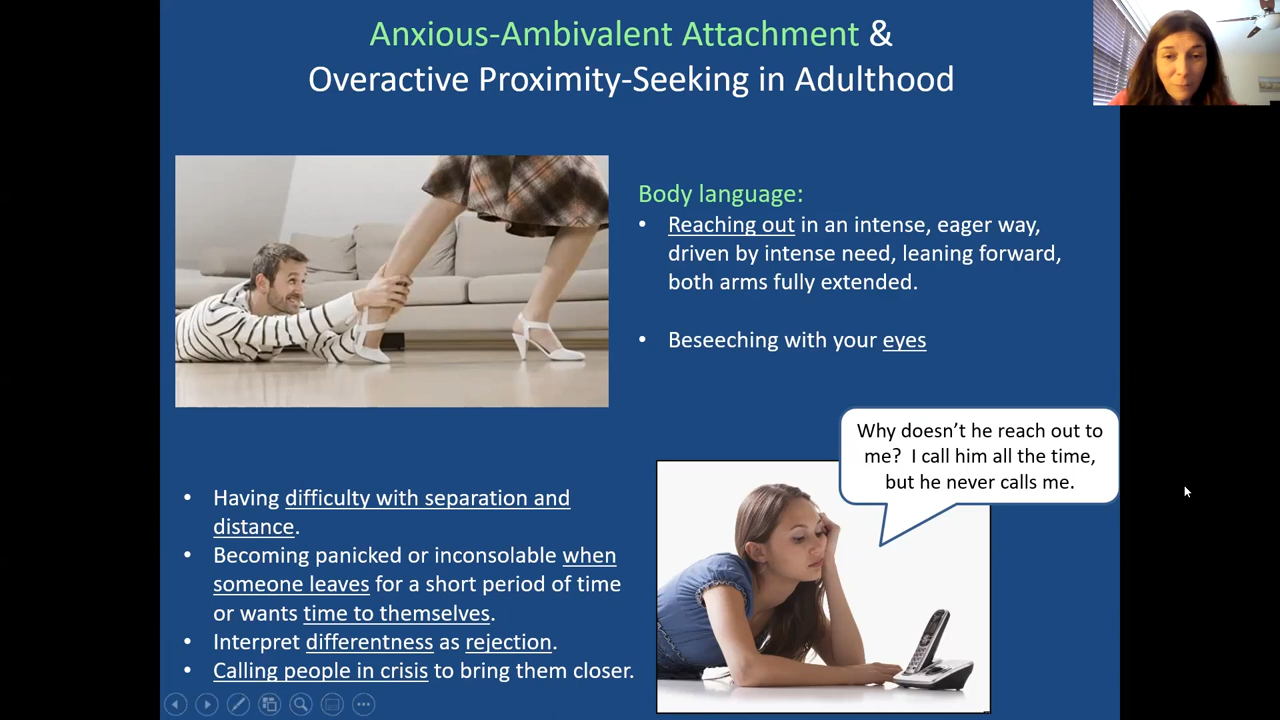 Anxious-Ambivalent Attachment &
Overactive Proximity-Seeking in Adulthood
Body language:
• Reaching out in an intense, eager way,
driven by intense need, leaning forward,
both arms fully extended.
• Beseeching with your eyes
Why doesn’t he reach out to
me? I call him all the time,
but he never calls me.
• Having difficulty with separation and
distance.
• Becoming panicked or inconsolable when
someone leaves for a short period of time
or wants time to themselves.
• Interpret differentness as rejection.
• Calling people in crisis to bring them closer.